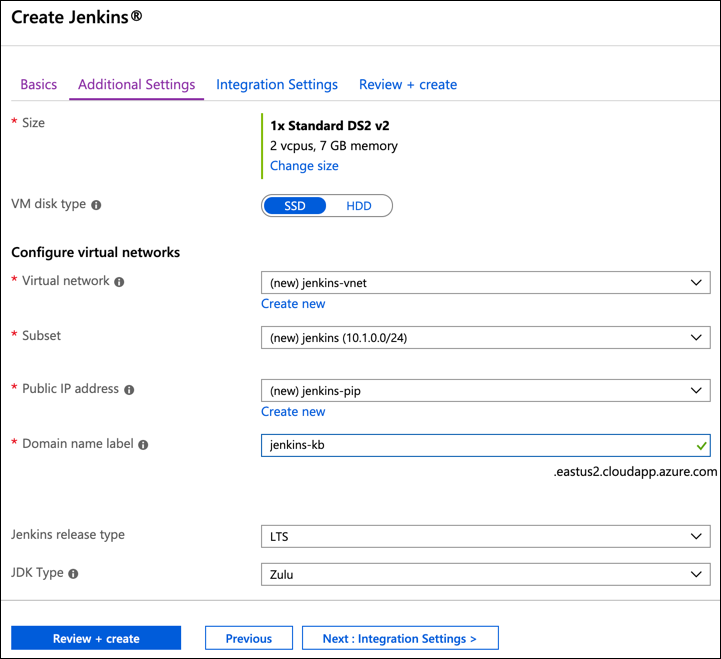 Create Jenkins®
Basics Additional Settings Integration Settings Review + create
* Size
1x Standard DS2 v2
2 vcpus, 7 GB memory
Change size
VM disk type
SSD HDD
Configure virtual networks
* Virtual network
(new) jenkins-vnet
Create new
* Subset
(new) jenkins (10.1.0.0/24)
* Public IP address
(new) jenkins-pip
Create new
* Domain name label
jenkins-kb
.eastus2.cloudapp.azure.com
Jenkins release type
LTS
JDK Type
Zulu
Review + create Previous Next : Integration Settings >